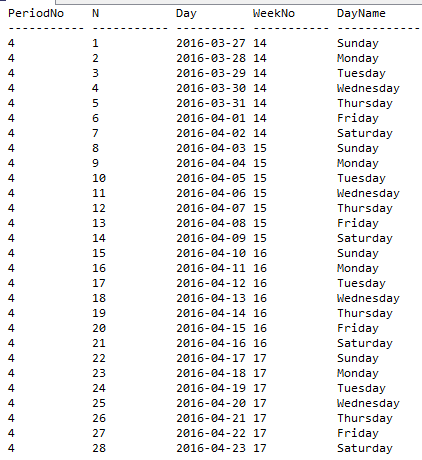 PeriodNo N Day WeekNo DayName
----------- ----------- ---------- ----------- ------------
4 1 2016-03-27 14 Sunday
4 2 2016-03-28 14 Monday
4 3 2016-03-29 14 Tuesday
4 4 2016-03-30 14 Wednesday
4 5 2016-03-31 14 Thursday
4 6 2016-04-01 14 Friday
4 7 2016-04-02 14 Saturday
4 8 2016-04-03 15 Sunday
4 9 2016-04-04 15 Monday
4 10 2016-04-05 15 Tuesday
4 11 2016-04-06 15 Wednesday
4 12 2016-04-07 15 Thursday
4 13 2016-04-08 15 Friday
4 14 2016-04-09 15 Saturday
4 15 2016-04-10 16 Sunday
4 16 2016-04-11 16 Monday
4 17 2016-04-12 16 Tuesday
4 18 2016-04-13 16 Wednesday
4 19 2016-04-14 16 Thursday
4 20 2016-04-15 16 Friday
4 21 2016-04-16 16 Saturday
4 22 2016-04-17 17 Sunday
4 23 2016-04-18 17 Monday
4 24 2016-04-19 17 Tuesday
4 25 2016-04-20 17 Wednesday
4 26 2016-04-21 17 Thursday
4 27 2016-04-22 17 Friday
4 28 2016-04-23 17 Saturday